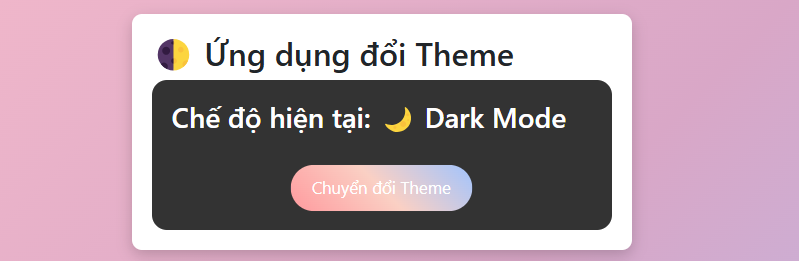 🌗 Ứng dụng đổi Theme
Chế độ hiện tại: 🌙 Dark Mode
Chuyển đổi Theme